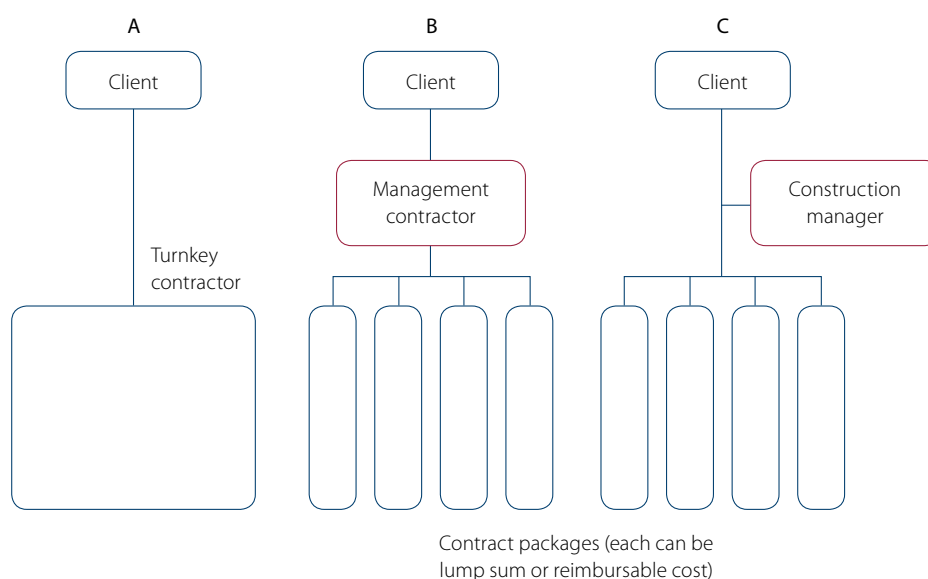 A
B
C
Client
Client
Client
Management
contractor
Construction
manager
Turnkey
contractor
Contract packages (each can be
lump sum or reimbursable cost)